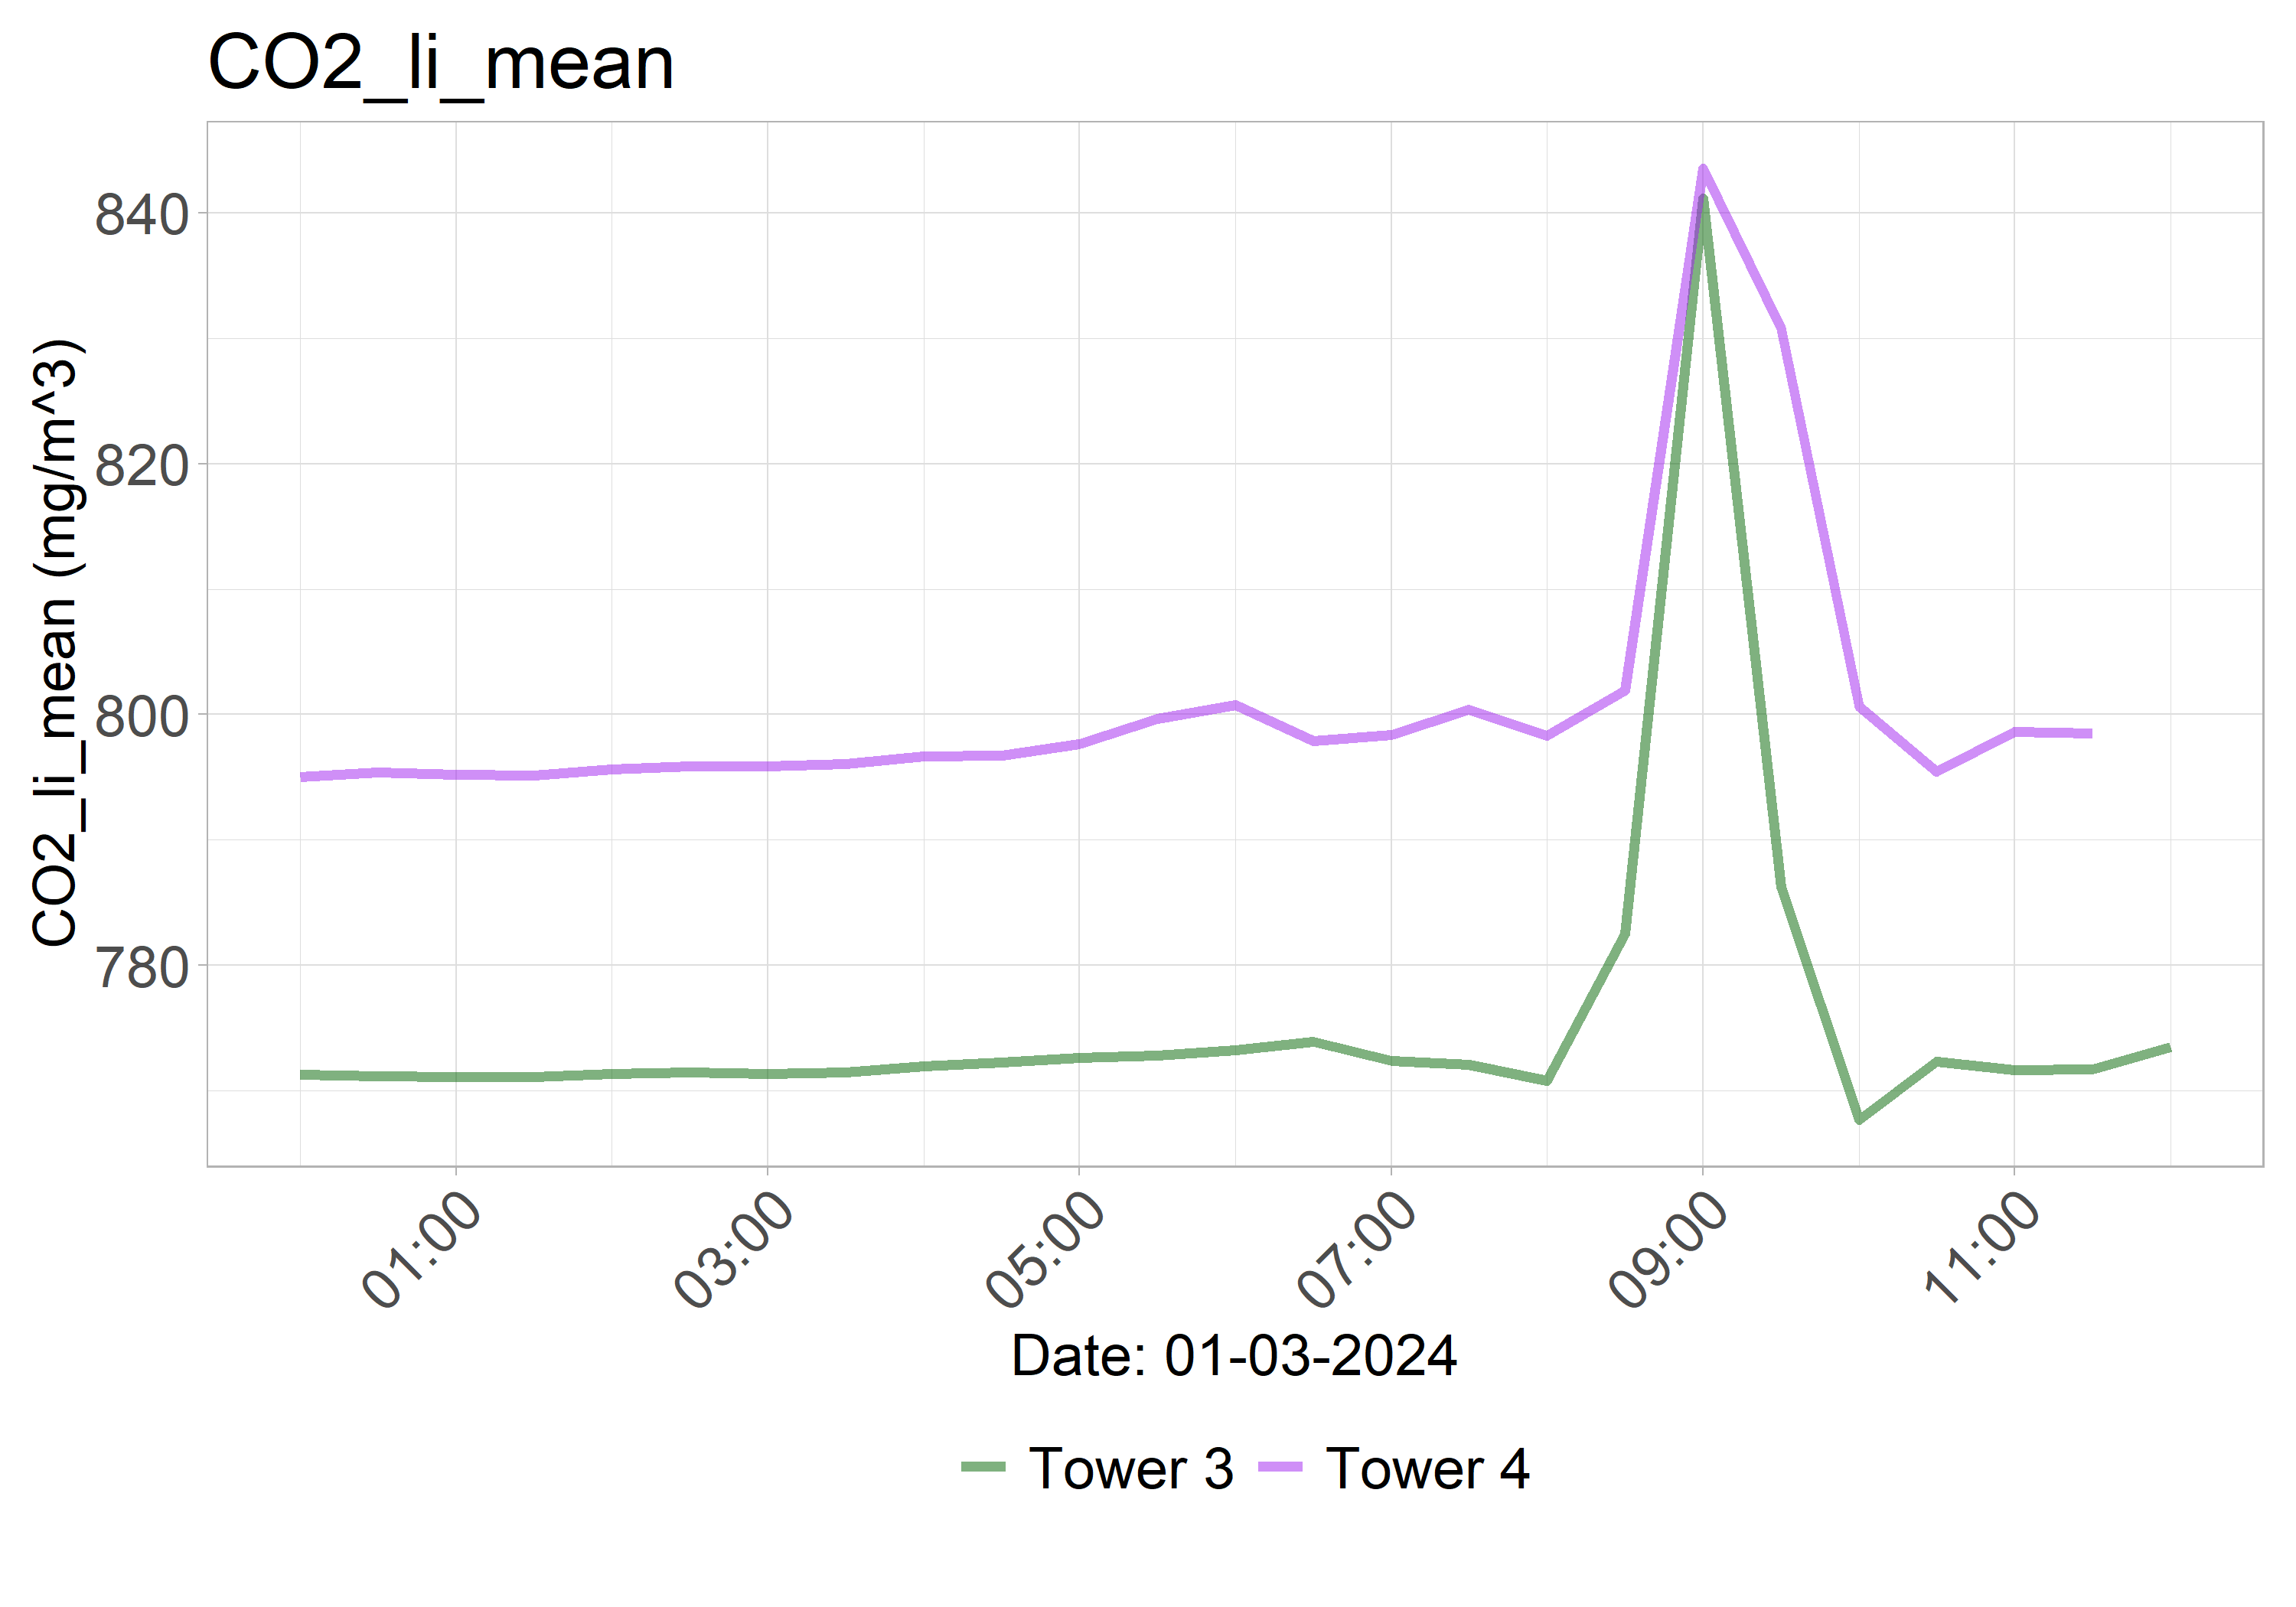 CO2_li_mean
CO2_li_mean (mg/m^3)
840
820
800
780
01:00
03:00
05:00
07:00
09:00
11:00
Date: 01-03-2024
Tower 3
Tower 4